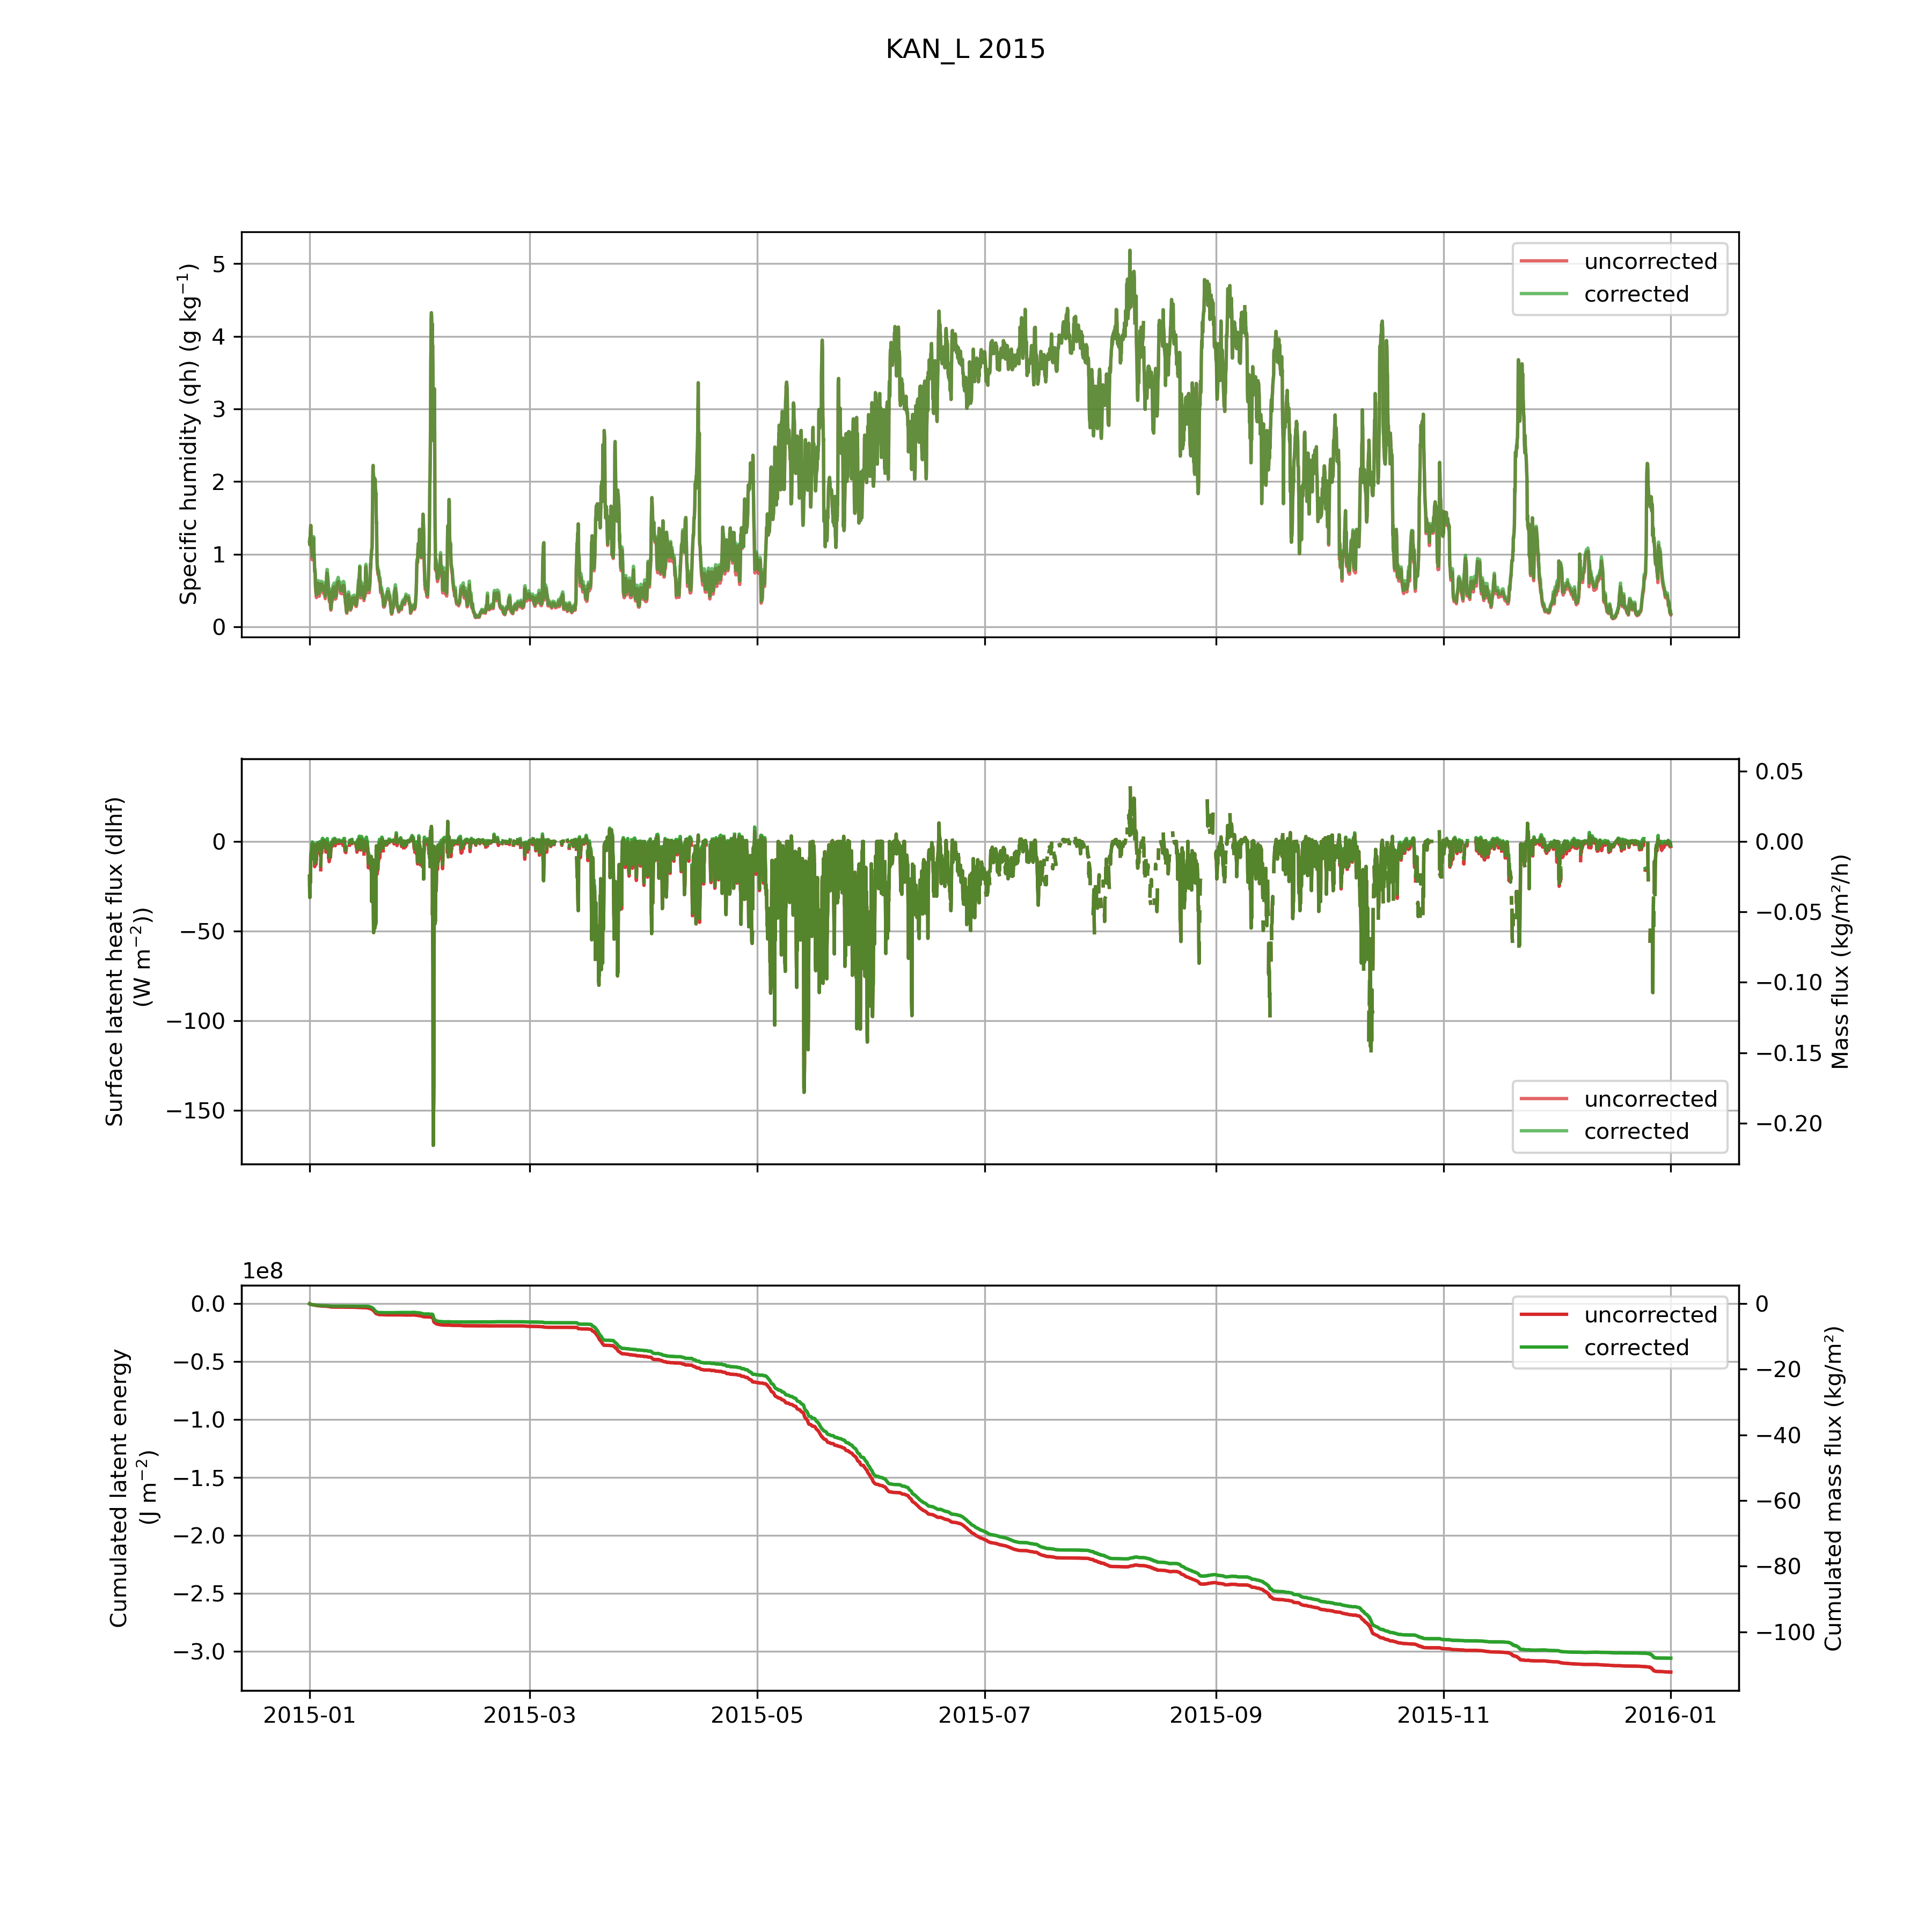 KAN_L 2015
Specific humidity (qh) (g kg⁻¹)
5
4
3
2
1
0
uncorrected
corrected
Surface latent heat flux (dlhf)
(W m⁻²))
0
−50
−100
−150
0.05
0.00
−0.05
−0.10
−0.15
−0.20
Mass flux (kg/m²/h)
uncorrected
corrected
1e8
Cumulated latent energy
(J m⁻²)
0.0
−0.5
−1.0
−1.5
−2.0
−2.5
−3.0
uncorrected
corrected
0
−20
−40
−60
−80
−100
Cumulated mass flux (kg/m²)
2015-01
2015-03
2015-05
2015-07
2015-09
2015-11
2016-01